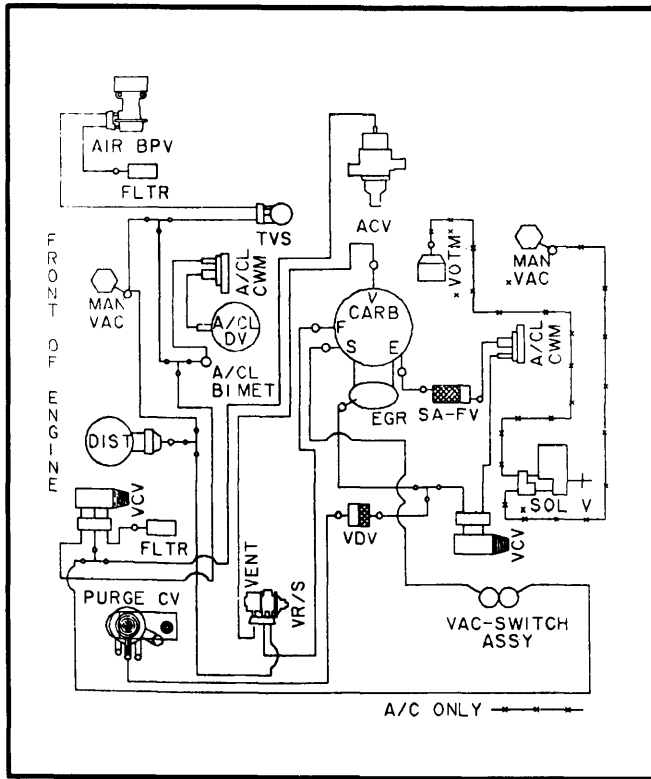 AIR BPV
FLTR
TVS
ACV
FRONT OF ENGINE
MAN
VAC
A/CL
CWM
A/CL
DV
A/CL
BIMET
VOTM*
*
MAN
*VAC
V
CARB
F
S
E
EGR
SA-FV
A/CL
CWM
DIST
VCV
FLTR
VDV
*SOL V
VCV
VENT
VR/S
PURGE CV
VAC-SWITCH
ASSY
A/C ONLY